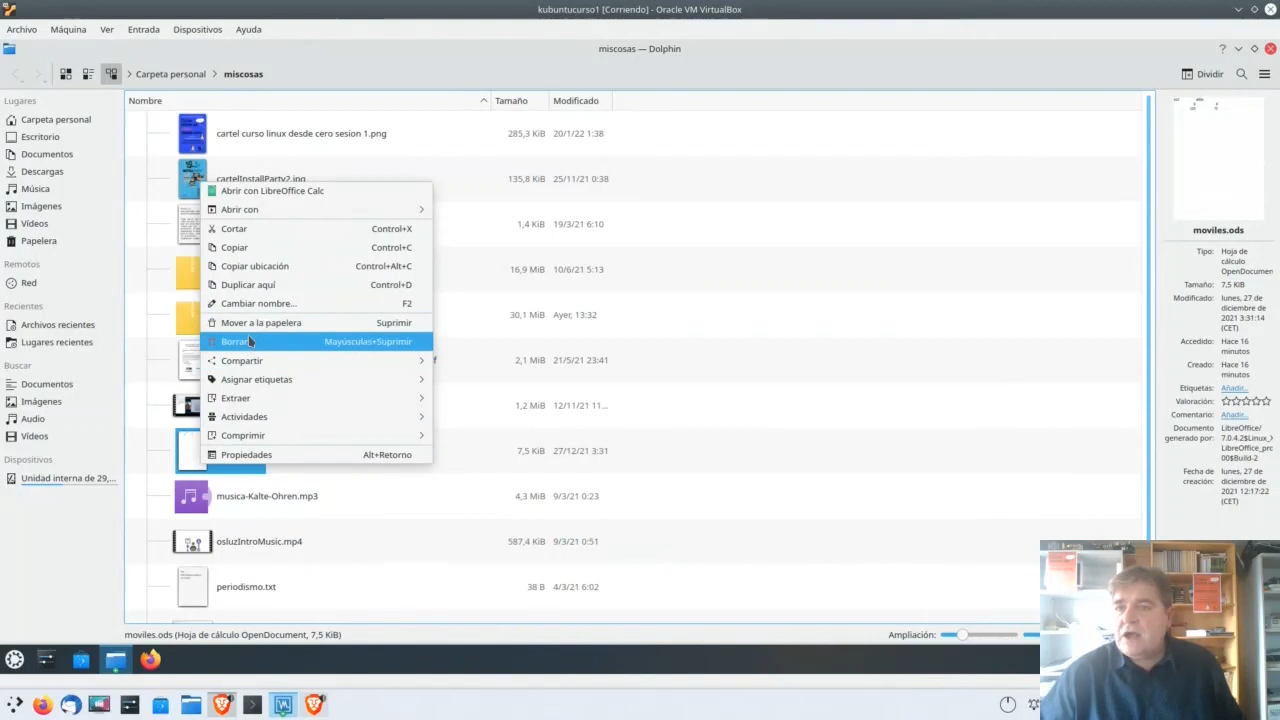 kubuntucurso1 [Corriendo] - Oracle VM VirtualBox
Archivo Máquina Ver Entrada Dispositivos Ayuda
miscosas — Dolphin
Carpeta personal miscosas
Dividir
Lugares
Carpeta personal
Escritorio
Documentos
Descargas
Música
Imágenes
Vídeos
Papelera
Remotos
Red
Recientes
Archivos recientes
Lugares recientes
Buscar
Documentos
Imágenes
Audio
Vídeos
Dispositivos
Unidad interna de 29,...
Nombre Tamaño Modificado
cartel curso linux desde cero sesion 1.png 285,3 KiB 20/1/22 1:38
cartelInstallParty2.jpg 135,8 KiB 25/11/21 0:38
1,4 KiB 19/3/21 6:10
16,9 MiB 10/6/21 5:13
30,1 MiB Ayer, 13:32
f 2,1 MiB 21/5/21 23:41
1,2 MiB 12/11/21 11:...
7,5 KiB 27/12/21 3:31
musica-Kalte-Ohren.mp3 4,3 MiB 9/3/21 0:23
osluzIntroMusic.mp4 587,4 KiB 9/3/21 0:51
periodismo.txt 38 B 4/3/21 6:02
Abrir con LibreOffice Calc
Abrir con
Cortar Control+X
Copiar Control+C
Copiar ubicación Control+Alt+C
Duplicar aquí Control+D
Cambiar nombre... F2
Mover a la papelera Suprimir
Borrar Mayúsculas+Suprimir
Compartir
Asignar etiquetas
Extraer
Actividades
Comprimir
Propiedades Alt+Retorno
moviles.ods
Tipo: Hoja de
cálculo
OpenDocumen
Tamaño: 7,5 KiB
Modificado: lunes, 27 de
diciembre de
2021 3:31:14
(CET)
Accedido: Hace 16
minutos
Creado: Hace 16
minutos
Etiquetas: Añadir...
Valoración:
Comentario: Añadir...
Documento generado por: LibreOffice/
7.0.4.2$Linux_X
LibreOffice_pro
00$Build-2
Fecha de creación: lunes, 27 de
diciembre de
2021 12:17:22
(CET)
moviles.ods (Hoja de cálculo OpenDocument, 7,5 KiB)
Ampliación: